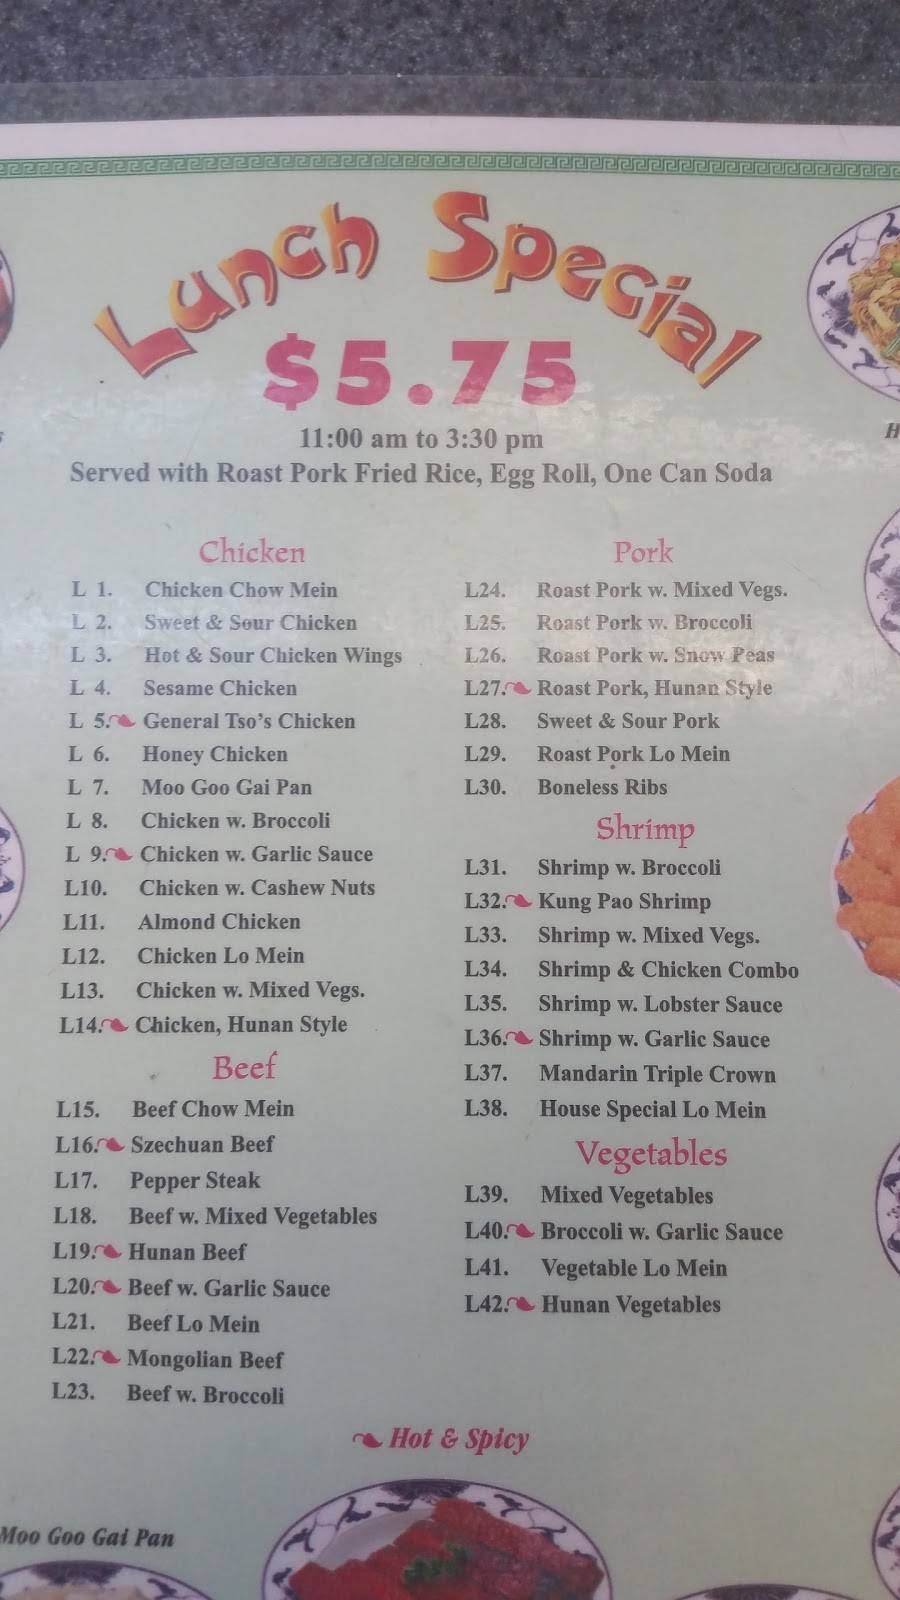 Lunch Special
$5.75
11:00 am to 3:30 pm
Served with Roast Pork Fried Rice, Egg Roll, One Can Soda
Chicken
L 1. Chicken Chow Mein
L 2. Sweet & Sour Chicken
L 3. Hot & Sour Chicken Wings
L 4. Sesame Chicken
L 5. General Tso's Chicken
L 6. Honey Chicken
L 7. Moo Goo Gai Pan
L 8. Chicken w. Broccoli
L 9. Chicken w. Garlic Sauce
L10. Chicken w. Cashew Nuts
L11. Almond Chicken
L12. Chicken Lo Mein
L13. Chicken w. Mixed Vegs.
L14. Chicken, Hunan Style
Beef
L15. Beef Chow Mein
L16. Szechuan Beef
L17. Pepper Steak
L18. Beef w. Mixed Vegetables
L19. Hunan Beef
L20. Beef w. Garlic Sauce
L21. Beef Lo Mein
L22. Mongolian Beef
L23. Beef w. Broccoli
Pork
L24. Roast Pork w. Mixed Vegs.
L25. Roast Pork w. Broccoli
L26. Roast Pork w. Snow Peas
L27. Roast Pork, Hunan Style
L28. Sweet & Sour Pork
L29. Roast Pork Lo Mein
L30. Boneless Ribs
Shrimp
L31. Shrimp w. Broccoli
L32. Kung Pao Shrimp
L33. Shrimp w. Mixed Vegs.
L34. Shrimp & Chicken Combo
L35. Shrimp w. Lobster Sauce
L36. Shrimp w. Garlic Sauce
L37. Mandarin Triple Crown
L38. House Special Lo Mein
Vegetables
L39. Mixed Vegetables
L40. Broccoli w. Garlic Sauce
L41. Vegetable Lo Mein
L42. Hunan Vegetables
Hot & Spicy
Moo Goo Gai Pan